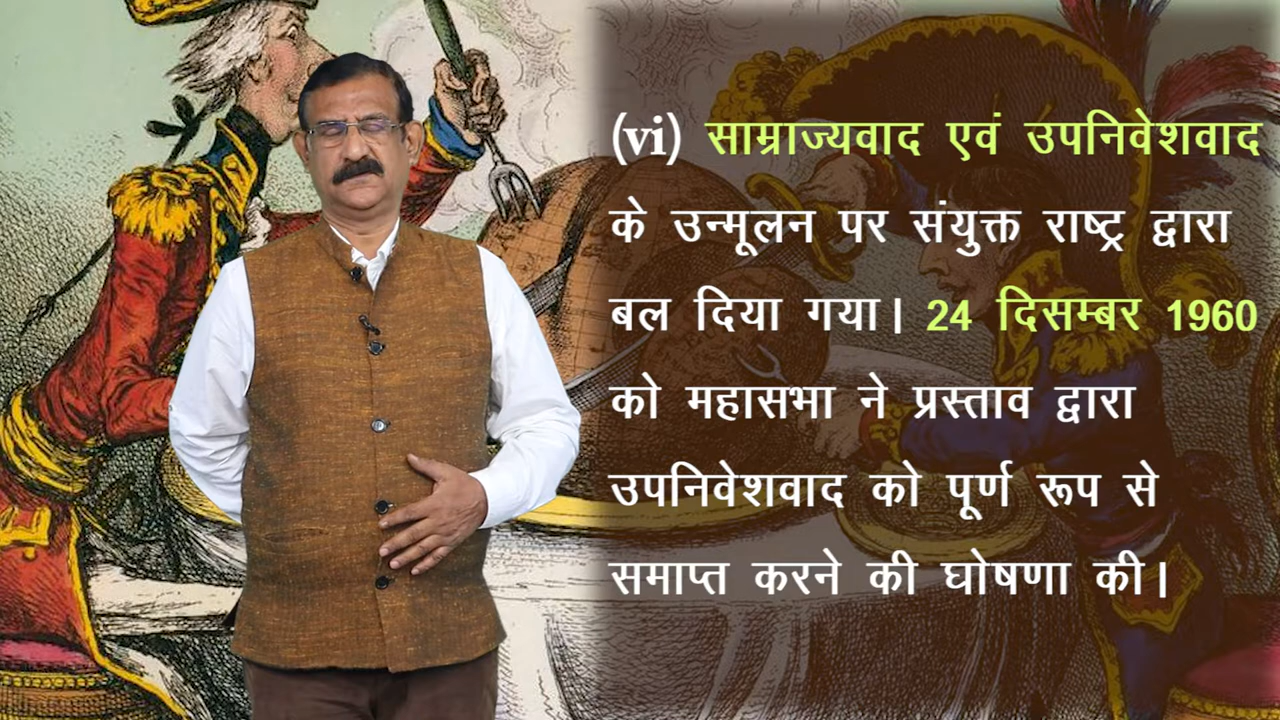 (vi) साम्राज्यवाद एवं उपनिवेशवाद
के उन्मूलन पर संयुक्त राष्ट्र द्वारा
बल दिया गया। 24 दिसम्बर 1960
को महासभा ने प्रस्ताव द्वारा
उपनिवेशवाद को पूर्ण रूप से
समाप्त करने की घोषणा की।